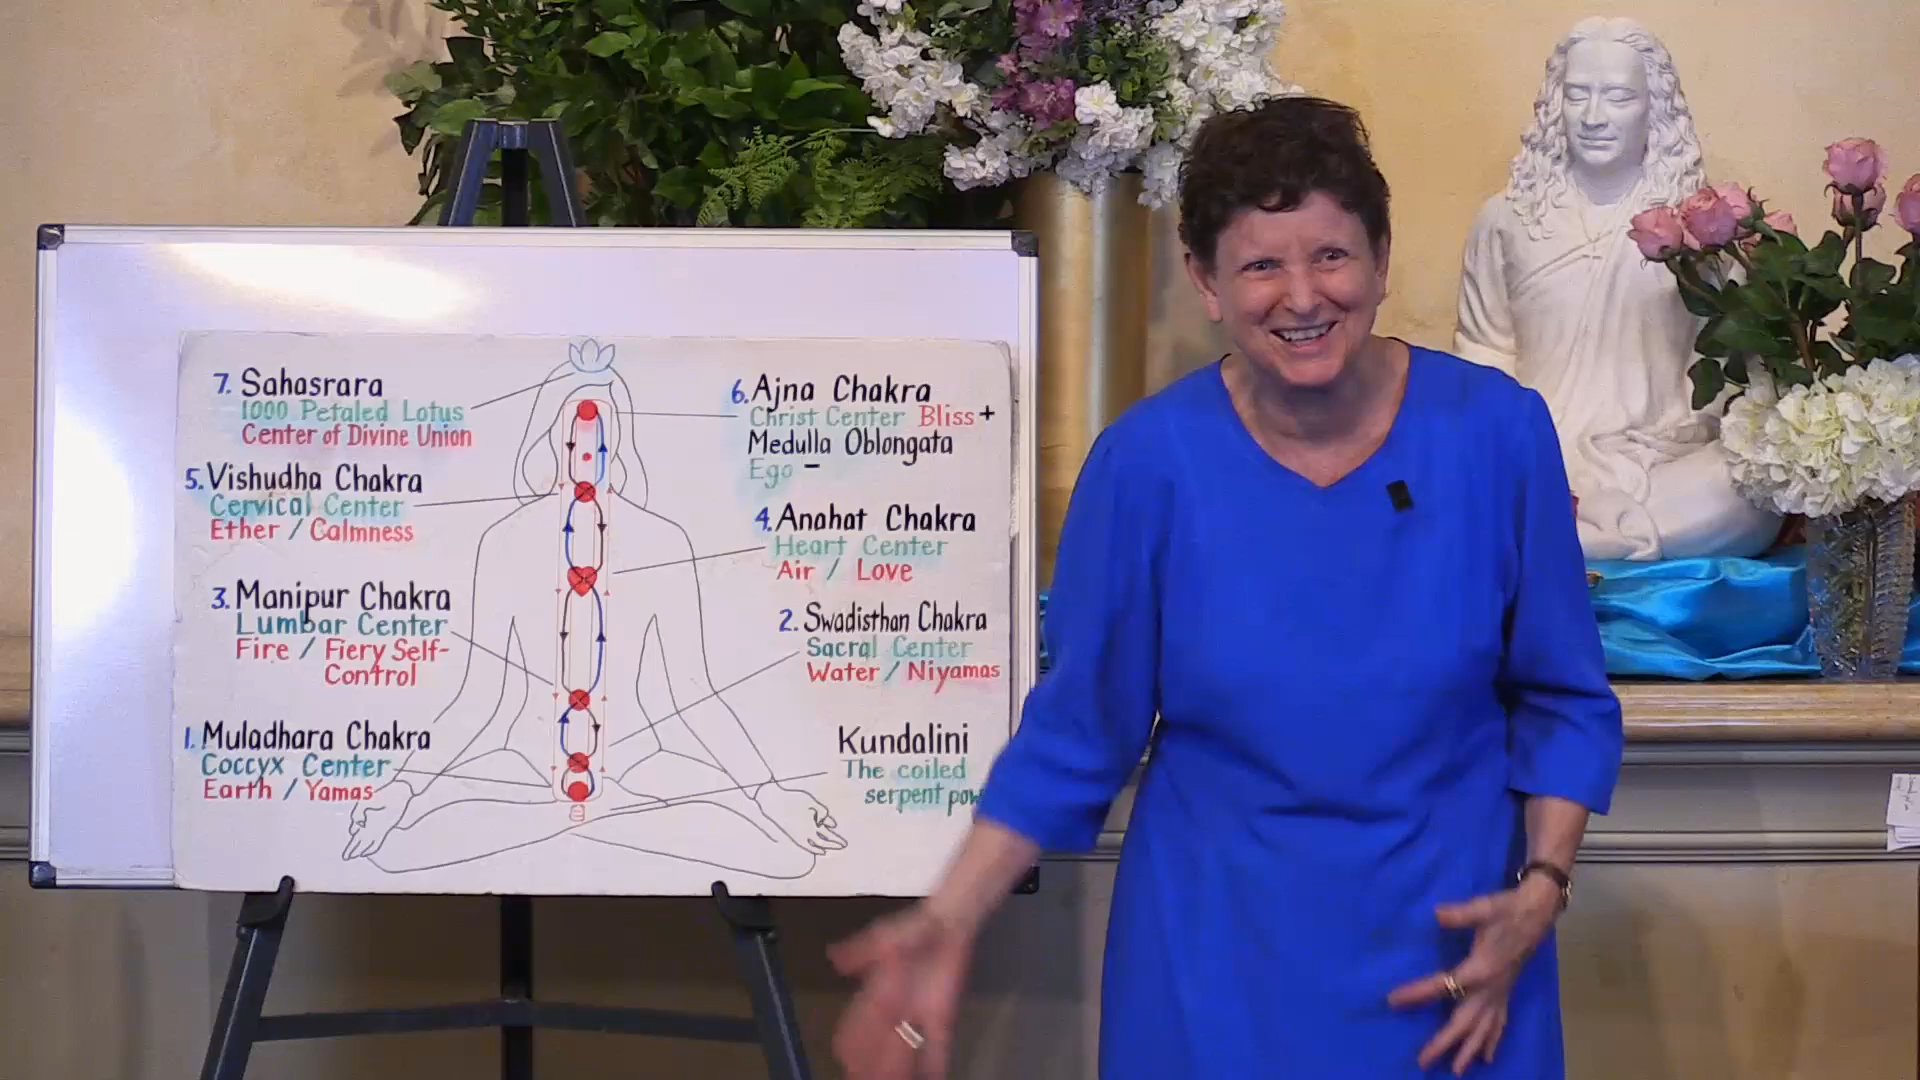 7. Sahasrara
1000 Petaled Lotus
Center of Divine Union
6. Ajna Chakra
Christ Center Bliss +
Medulla Oblongata
Ego –
5. Vishudha Chakra
Cervical Center
Ether / Calmness
4. Anahat Chakra
Heart Center
Air / Love
3. Manipur Chakra
Lumbar Center
Fire / Fiery Self-
Control
2. Swadisthan Chakra
Sacral Center
Water / Niyamas
1. Muladhara Chakra
Coccyx Center
Earth / Yamas
Kundalini
The coiled
serpent